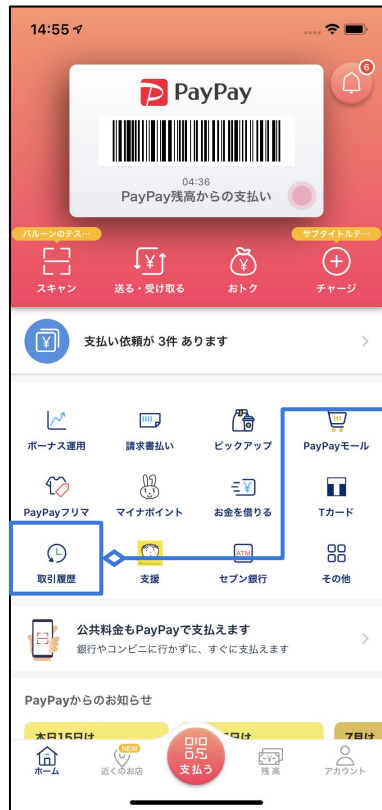 14:55
6
PayPay
04:36
PayPay残高からの支払い
バルーンのテス…
サブタイトルテ…
スキャン
送る・受け取る
おトク
チャージ
支払い依頼が 3件 あります
ボーナス運用
請求書払い
ピックアップ
PayPayモール
PayPayフリマ
マイナポイント
お金を借りる
Tカード
取引履歴
支援
ATM
セブン銀行
その他
公共料金もPayPayで支払えます
銀行やコンビニに行かずに、すぐに支払えます
PayPayからのお知らせ
本日15日は
7月は
ホーム
NEW
近くのお店
支払う
残高
アカウント